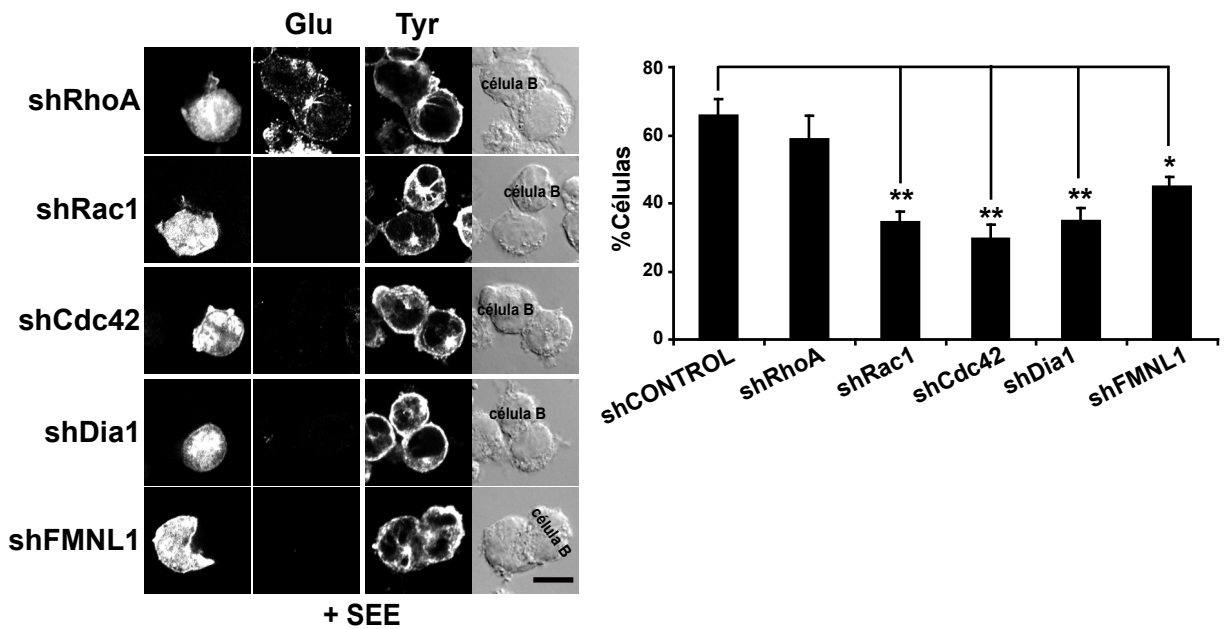 Glu Tyr
shRhoA
célula B
shRac1
célula B
shCdc42
célula B
shDia1
célula B
shFMNL1
célula B
+ SEE
%Células
80
60
40
20
0
** ** ** *
shCONTROL shRhoA shRac1 shCdc42 shDia1 shFMNL1